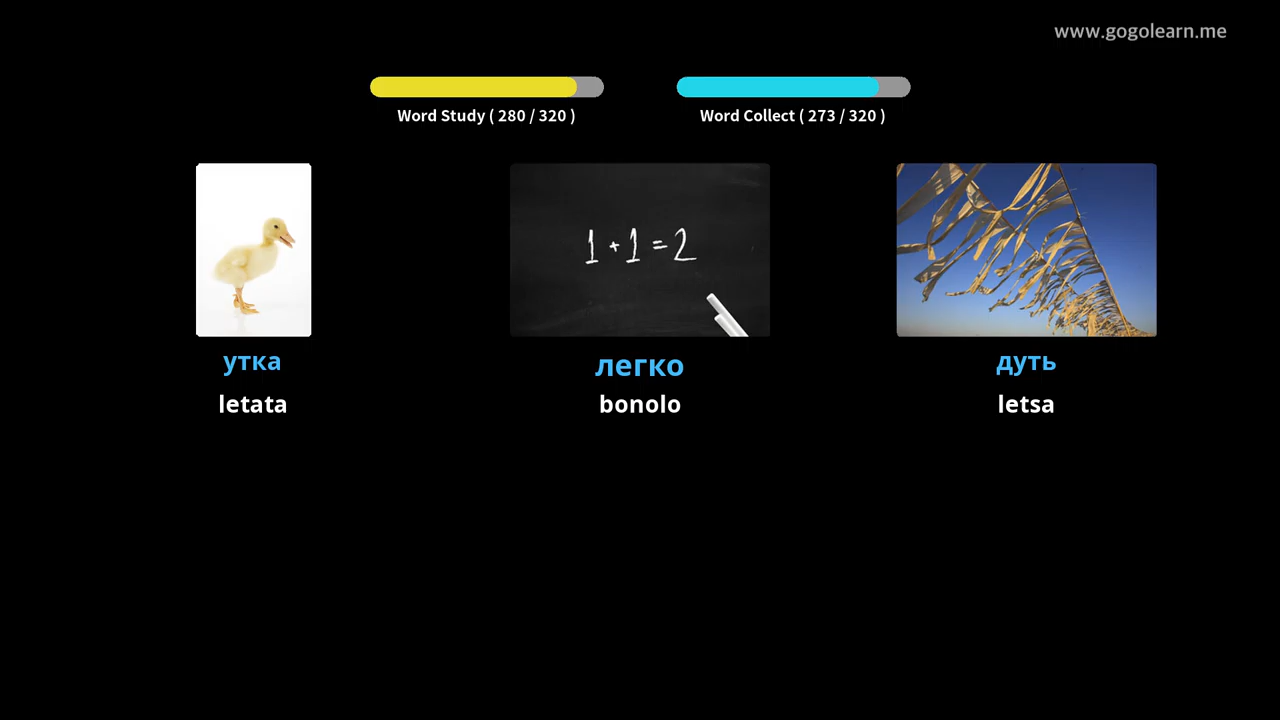 www.gogolearn.me
Word Study ( 280 / 320 )
Word Collect ( 273 / 320 )
1 + 1 = 2
утка
легко
дуть
letata
bonolo
letsa